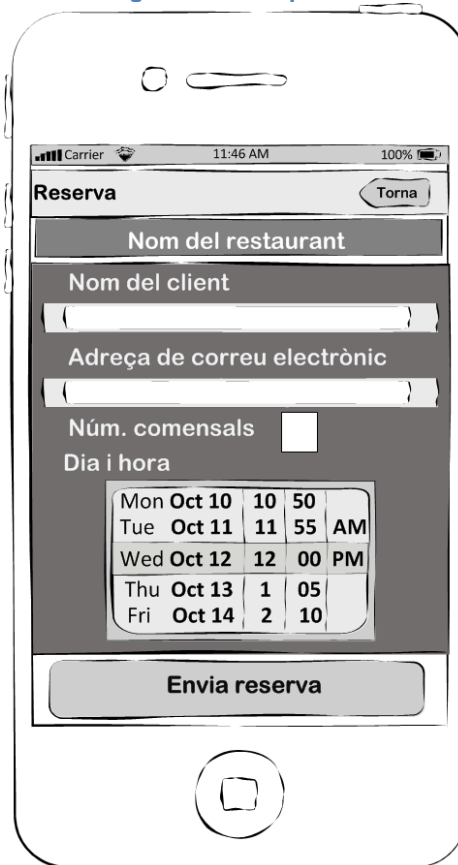 Carrier 11:46 AM 100%
Reserva Torna
Nom del restaurant
Nom del client
Adreça de correu electrònic
Núm. comensals
Dia i hora
Mon Oct 10 10 50
Tue Oct 11 11 55 AM
Wed Oct 12 12 00 PM
Thu Oct 13 1 05
Fri Oct 14 2 10
Envia reserva